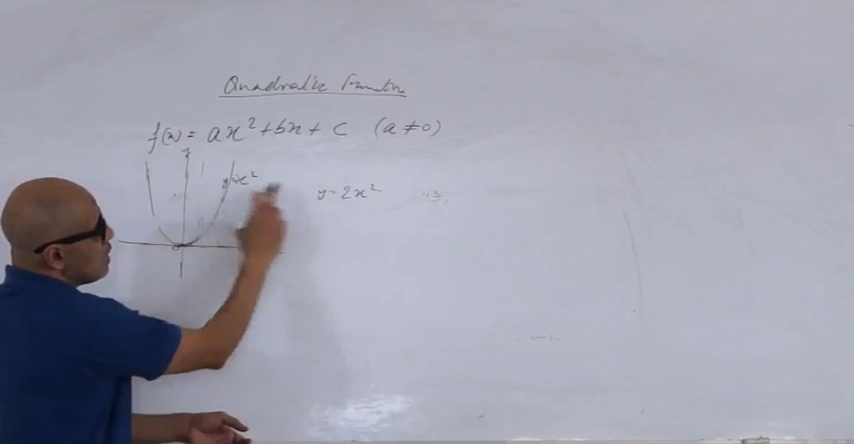 Quadratic Function
f(x) = ax² + bx + c (a ≠ 0)
y = x²
y = 2x²